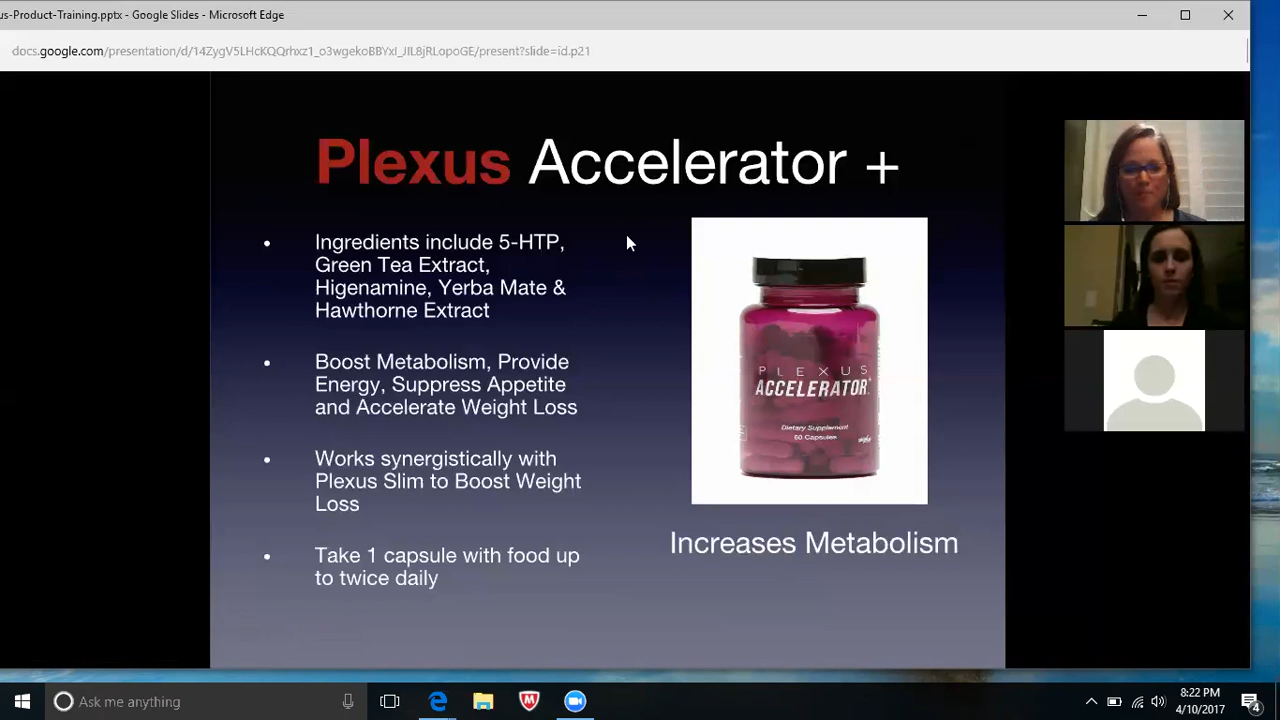 us-Product-Training.pptx - Google Slides - Microsoft Edge
docs.google.com/presentation/d/14ZygV5LHcKQQrhxz1_o3wgekoBBYxI_JIL8jRLopoGE/present?slide=id.p21
Plexus Accelerator +
Ingredients include 5-HTP,
Green Tea Extract,
Higenamine, Yerba Mate &
Hawthorne Extract
Boost Metabolism, Provide
Energy, Suppress Appetite
and Accelerate Weight Loss
Works synergistically with
Plexus Slim to Boost Weight
Loss
Take 1 capsule with food up
to twice daily
PLEXUS
ACCELERATOR+
Dietary Supplement
60 Capsules
Increases Metabolism
Ask me anything
8:22 PM
4/10/2017
4